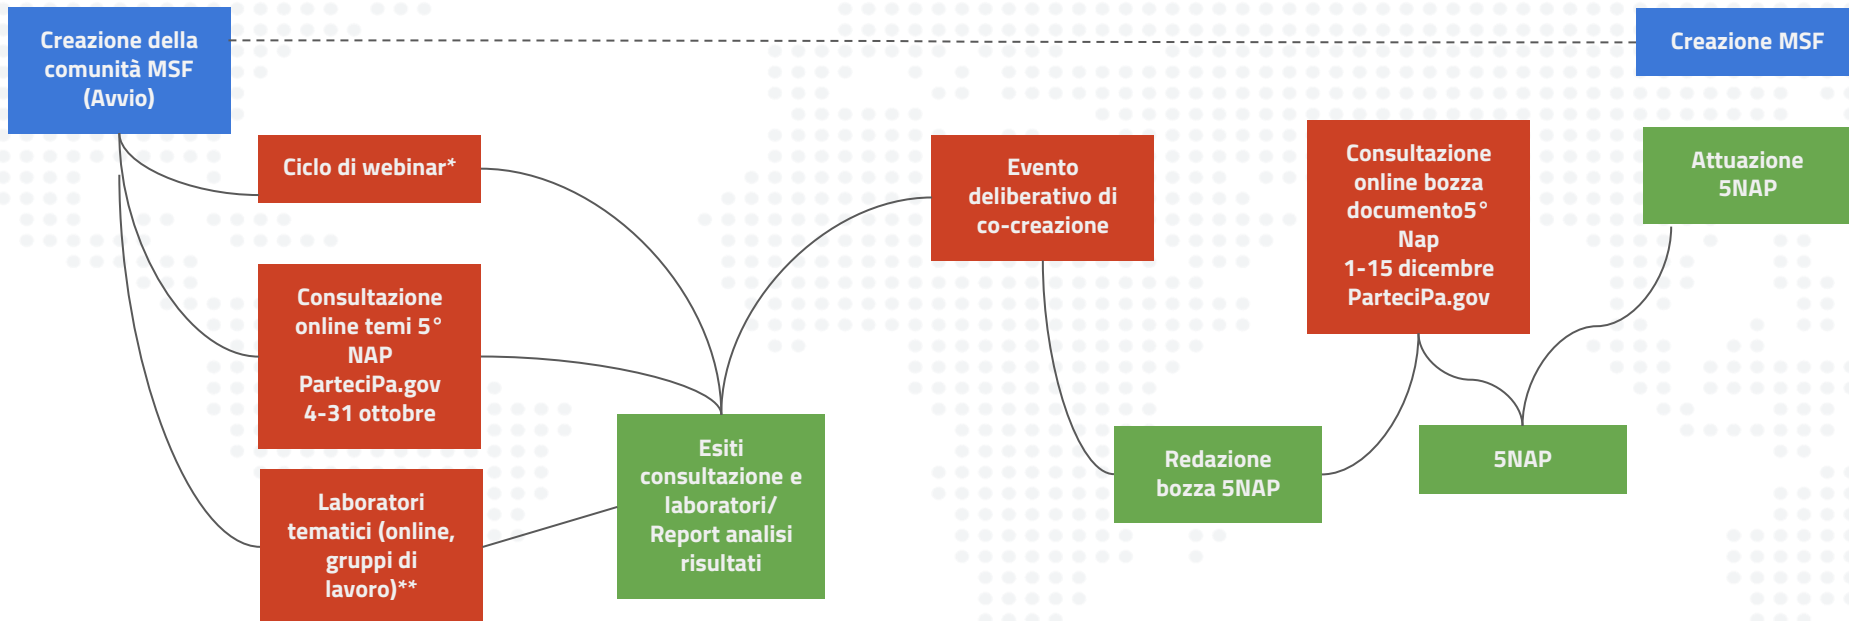 Creazione della
comunità MSF
(Avvio)
Creazione MSF
Ciclo di webinar*
Consultazione
online temi 5°
NAP
ParteciPa.gov
4-31 ottobre
Laboratori
tematici (online,
gruppi di
lavoro)**
Esiti
consultazione e
laboratori/
Report analisi
risultati
Evento
deliberativo di
co-creazione
Redazione
bozza 5NAP
Consultazione
online bozza
documento5°
Nap
1-15 dicembre
ParteciPa.gov
5NAP
Attuazione
5NAP